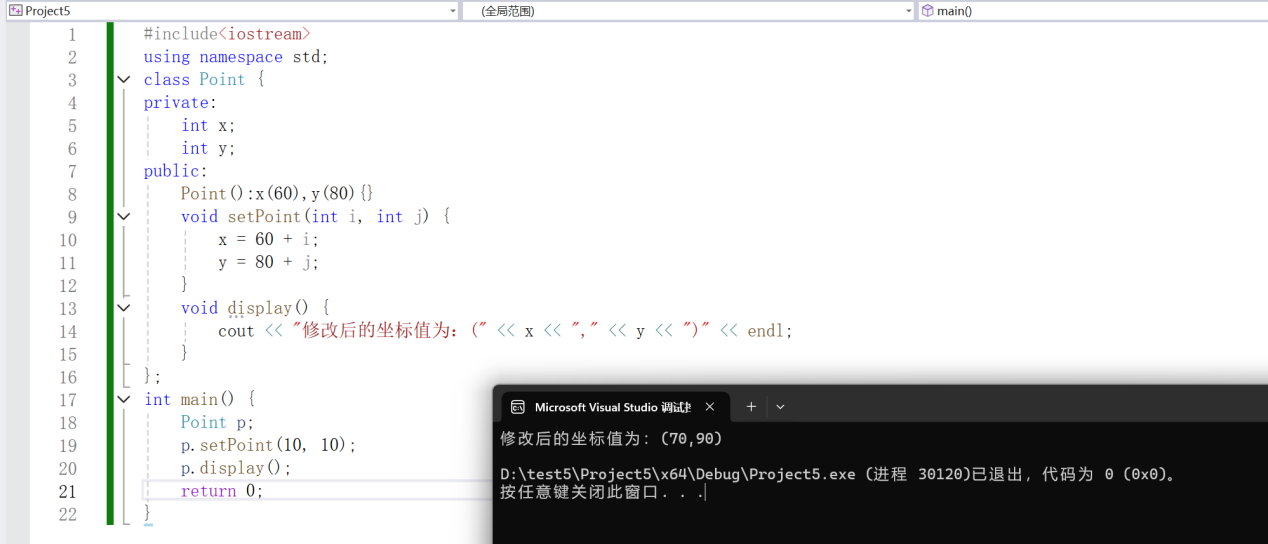 Project5 (全局范围) main()
1 #include<iostream>
2 using namespace std;
3 class Point {
4 private:
5 int x;
6 int y;
7 public:
8 Point():x(60),y(80){}
9 void setPoint(int i, int j) {
10 x = 60 + i;
11 y = 80 + j;
12 }
13 void display() {
14 cout << "修改后的坐标值为：(" << x << "," << y << ")" << endl;
15 }
16 };
17 int main() {
18 Point p;
19 p.setPoint(10, 10);
20 p.display();
21 return 0;
22 }
Microsoft Visual Studio 调试
修改后的坐标值为：(70,90)
D:\test5\Project5\x64\Debug\Project5.exe (进程 30120)已退出，代码为 0 (0x0)。
按任意键关闭此窗口. . .